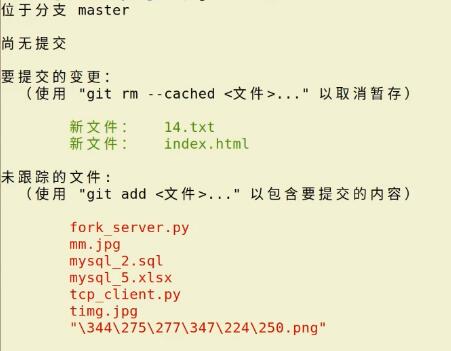 位于分支 master
尚无提交
要提交的变更：
（使用 "git rm --cached <文件>..." 以取消暂存）
新文件： 14.txt
新文件： index.html
未跟踪的文件:
（使用 "git add <文件>..." 以包含要提交的内容）
fork_server.py
mm.jpg
mysql_2.sql
mysql_5.xlsx
tcp_client.py
timg.jpg
"\344\275\277\347\224\250.png"